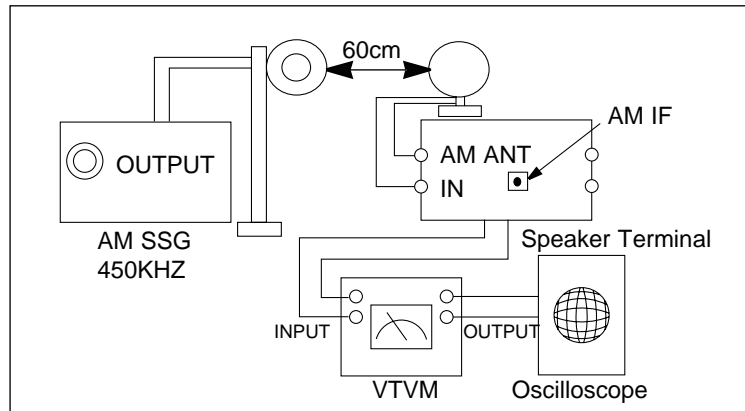 60cm
AM IF
OUTPUT
AM ANT
IN
AM SSG
450KHZ
Speaker Terminal
INPUT
OUTPUT
VTVM
Oscilloscope